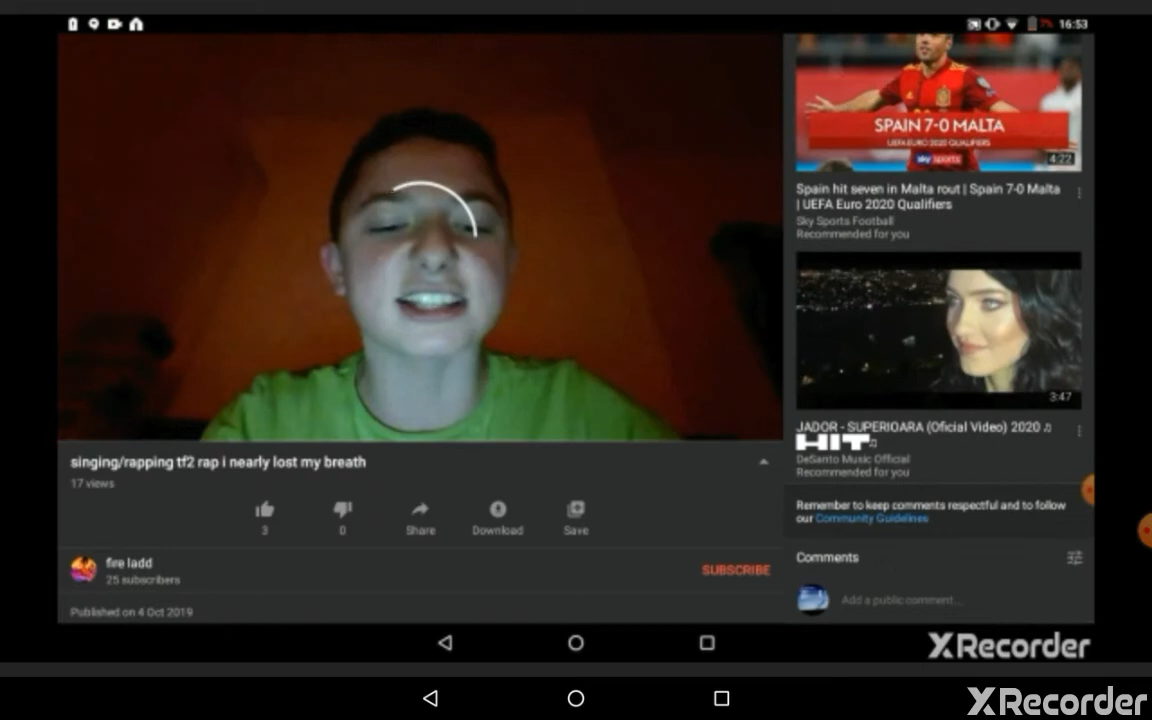 7% 16:53
SPAIN 7-0 MALTA
UEFA EURO 2020 QUALIFIERS
sky sports
4:22
Spain hit seven in Malta rout | Spain 7-0 Malta
| UEFA Euro 2020 Qualifiers
Sky Sports Football
Recommended for you
3:47
JADOR - SUPERIOARA (Oficial Video) 2020 ♫
HIT♫
DeSanto Music Official
Recommended for you
singing/rapping tf2 rap i nearly lost my breath
17 views
3
0
Share
Download
Save
fire ladd
25 subscribers
SUBSCRIBE
Published on 4 Oct 2019
Remember to keep comments respectful and to follow
our Community Guidelines
Comments
Add a public comment...
XRecorder
XRecorder